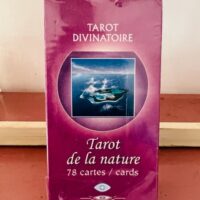 TAROT
DIVINATOIRE
Tarot
de la nature
78 cartes / cards